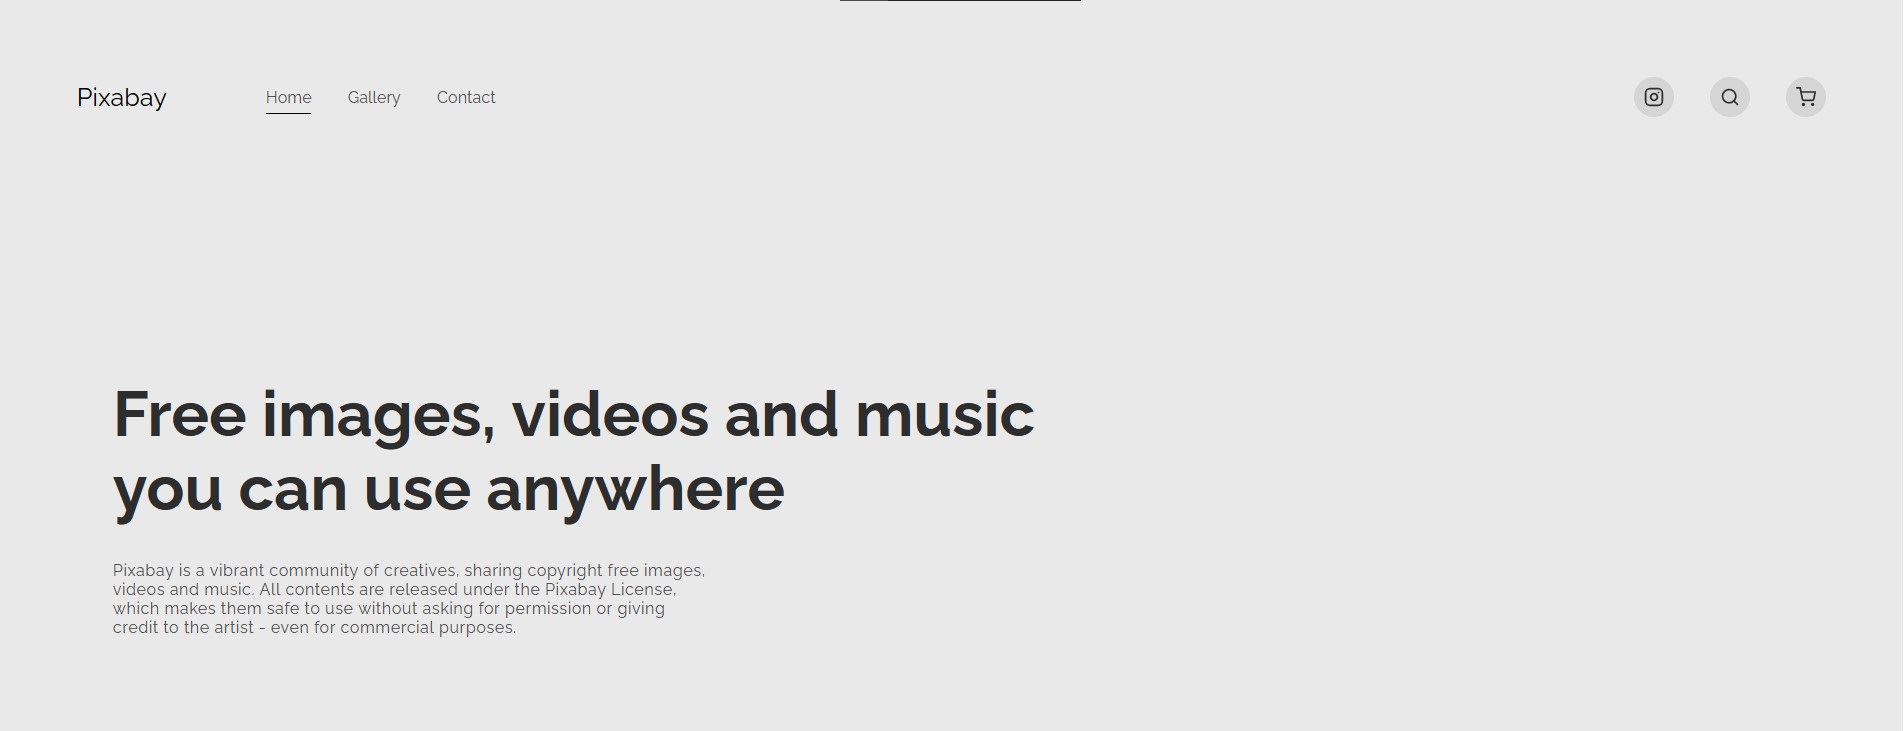 Pixabay
Home Gallery Contact
Free images, videos and music
you can use anywhere
Pixabay is a vibrant community of creatives, sharing copyright free images,
videos and music. All contents are released under the Pixabay License,
which makes them safe to use without asking for permission or giving
credit to the artist - even for commercial purposes.